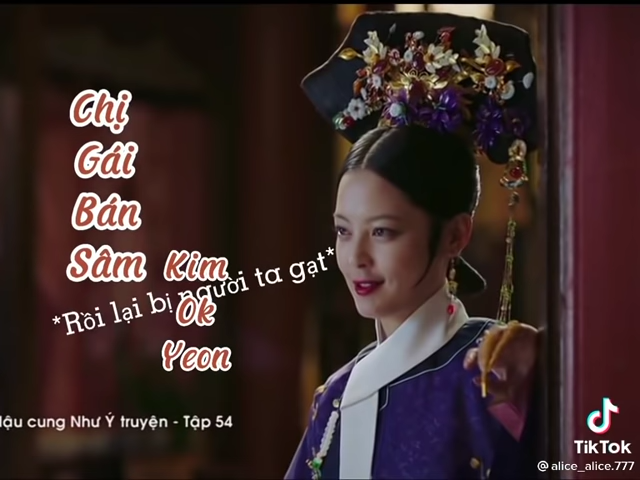 Chị
Gái
Bán
Sâm
Kim
Ok
Yeon
*Rồi lại bị người ta gạt*
Hậu cung Như Ý truyện - Tập 54
TikTok
@alice_alice.777